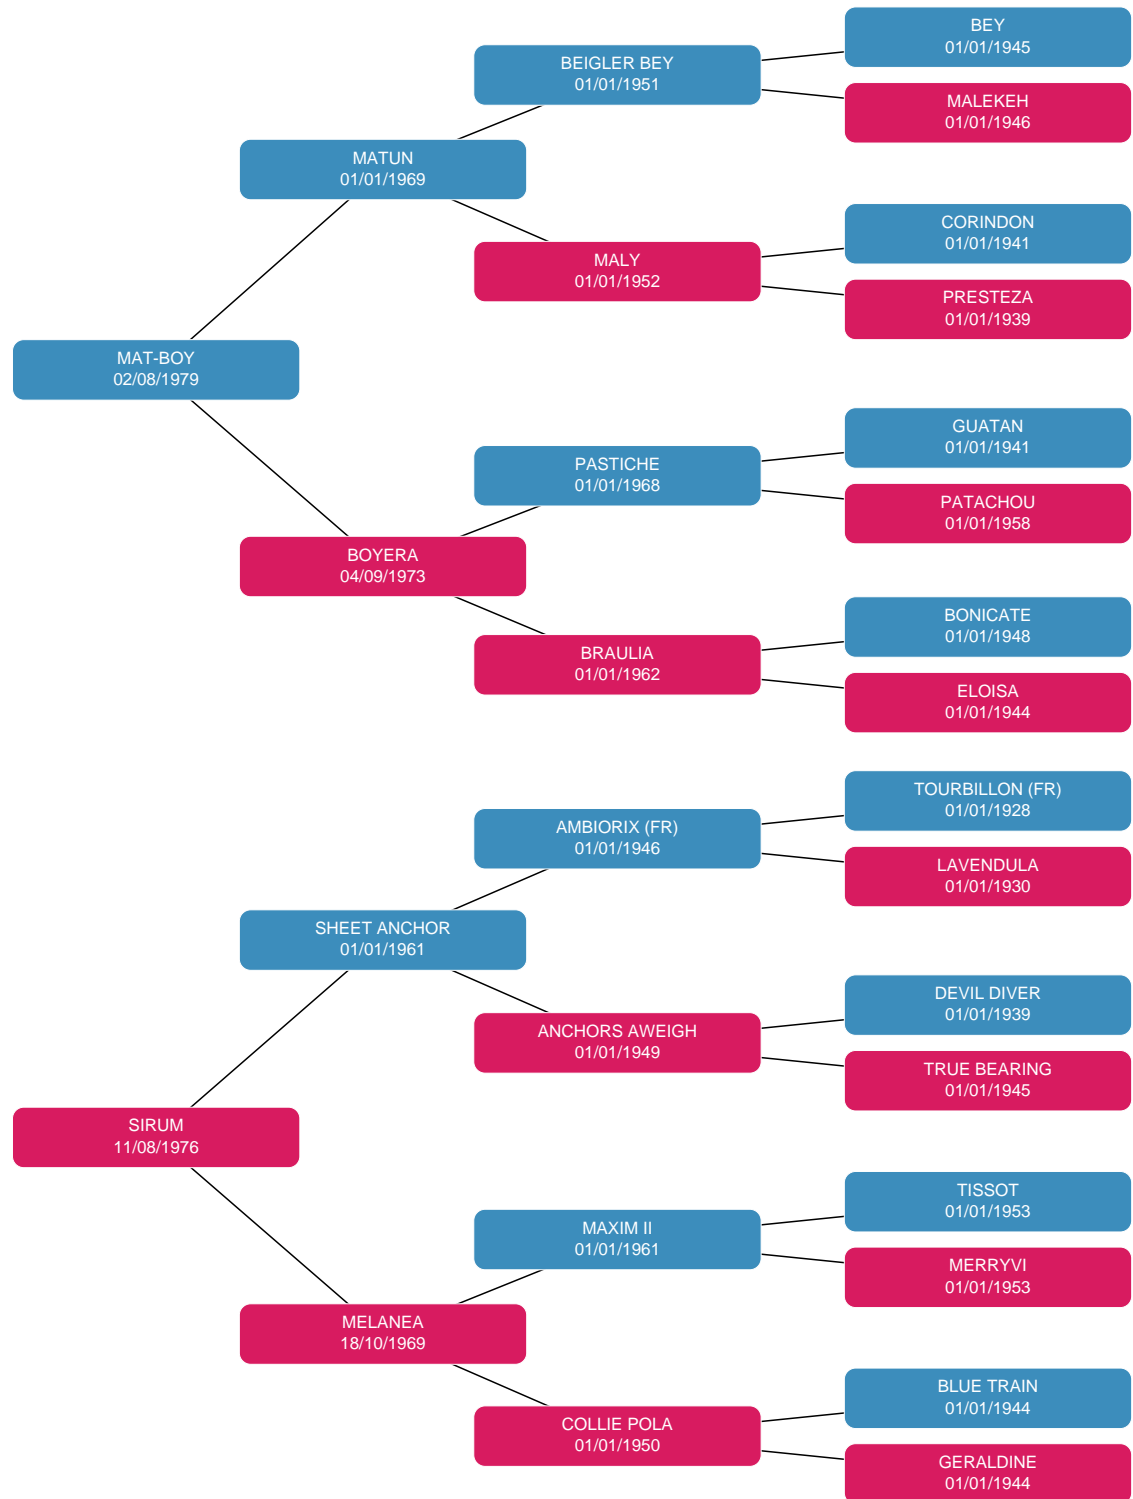 BEY
01/01/1945
BEIGLER BEY
01/01/1951
MALEKEH
01/01/1946
MATUN
01/01/1969
CORINDON
01/01/1941
MALY
01/01/1952
PRESTEZA
01/01/1939
MAT-BOY
02/08/1979
GUATAN
01/01/1941
PASTICHE
01/01/1968
PATACHOU
01/01/1958
BOYERA
04/09/1973
BONICATE
01/01/1948
BRAULIA
01/01/1962
ELOISA
01/01/1944
TOURBILLON (FR)
01/01/1928
AMBIORIX (FR)
01/01/1946
LAVENDULA
01/01/1930
SHEET ANCHOR
01/01/1961
DEVIL DIVER
01/01/1939
ANCHORS AWEIGH
01/01/1949
TRUE BEARING
01/01/1945
SIRUM
11/08/1976
TISSOT
01/01/1953
MAXIM II
01/01/1961
MERRYVI
01/01/1953
MELANEA
18/10/1969
BLUE TRAIN
01/01/1944
COLLIE POLA
01/01/1950
GERALDINE
01/01/1944